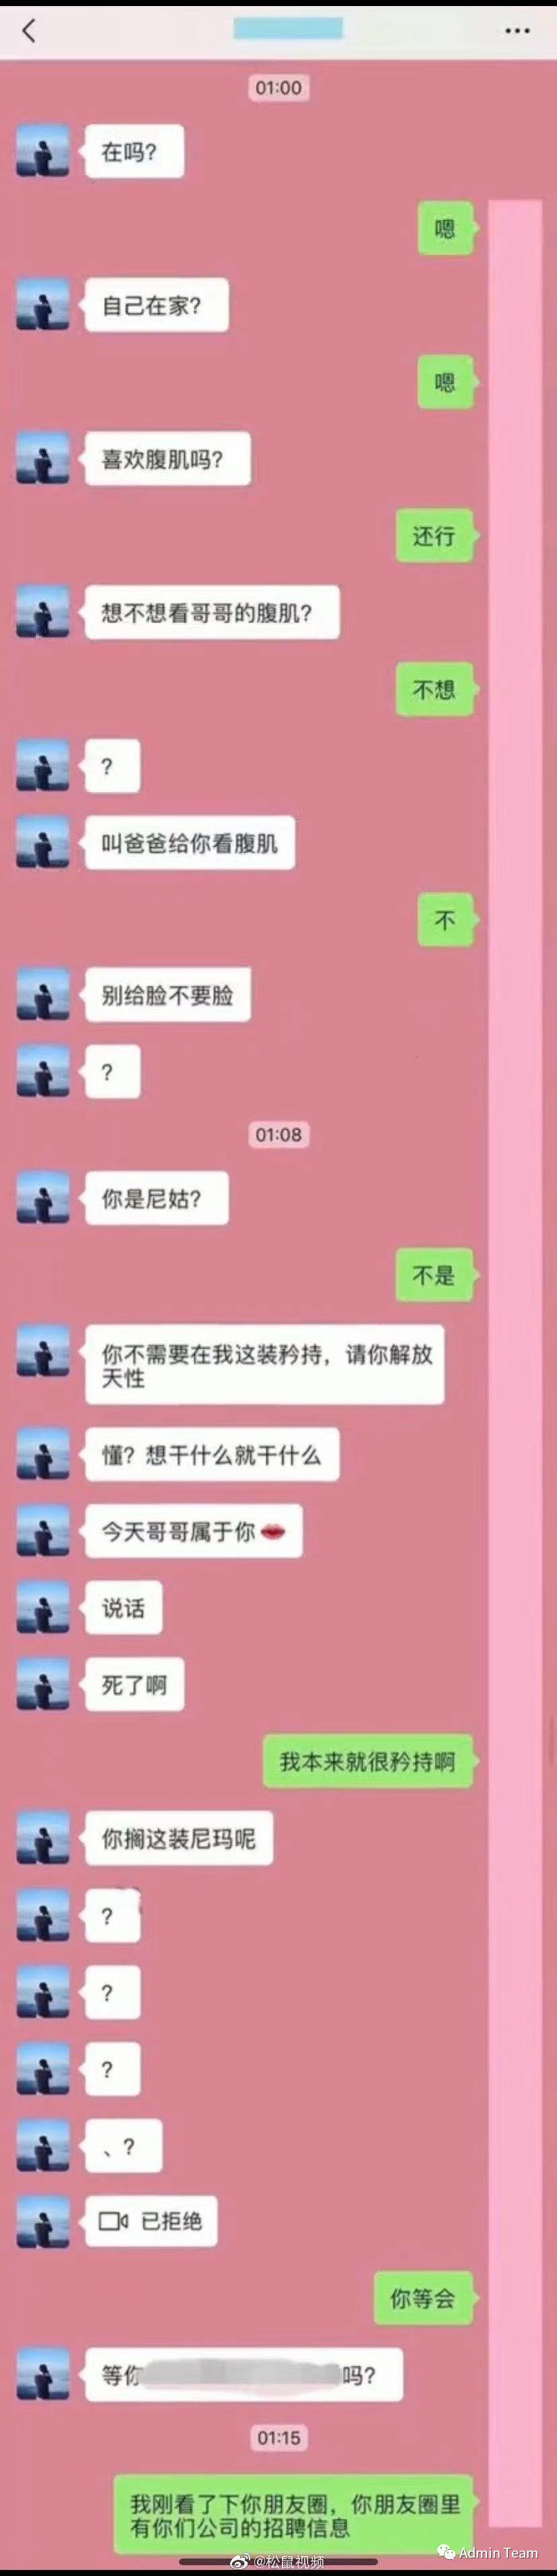 01:00
在吗?
嗯
自己在家?
嗯
喜欢腹肌吗?
还行
想不想看哥哥的腹肌?
不想
?
叫爸爸给你看腹肌
不
别给脸不要脸
?
01:08
你是尼姑?
不是
你不需要在我这装矜持，请你解放
天性
懂? 想干什么就干什么
今天哥哥属于你💋
说话
死了啊
我本来就很矜持啊
你搁这装尼玛呢
?
?
?
、?
已拒绝
你等会
等你 吗?
01:15
我刚看了下你朋友圈，你朋友圈里
有你们公司的招聘信息
Admin Team
@松鼠视频